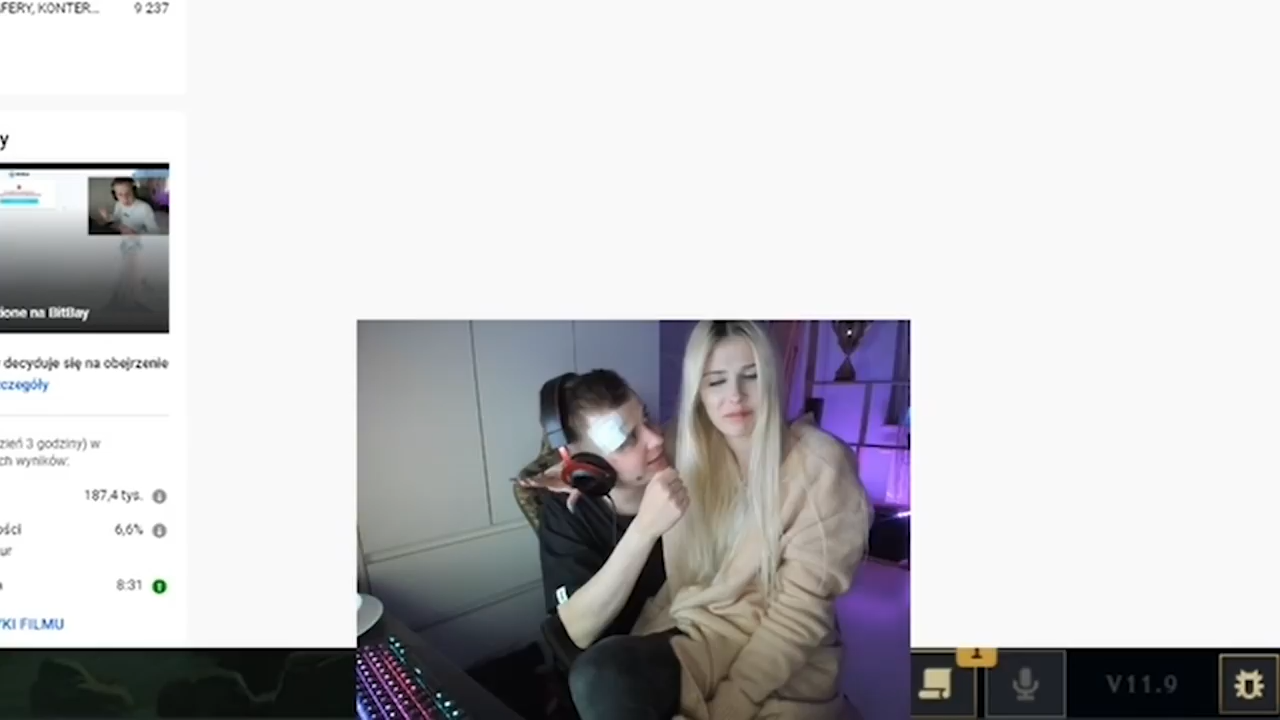 FERY, KONTER... 9 237
y
ione na BitBay
decyduje się na obejrzenie
czegóły
zień 3 godziny) w
ch wyników:
187,4 tys.
ości 6,6%
ur
8:31
KI FILMU
1
V11.9